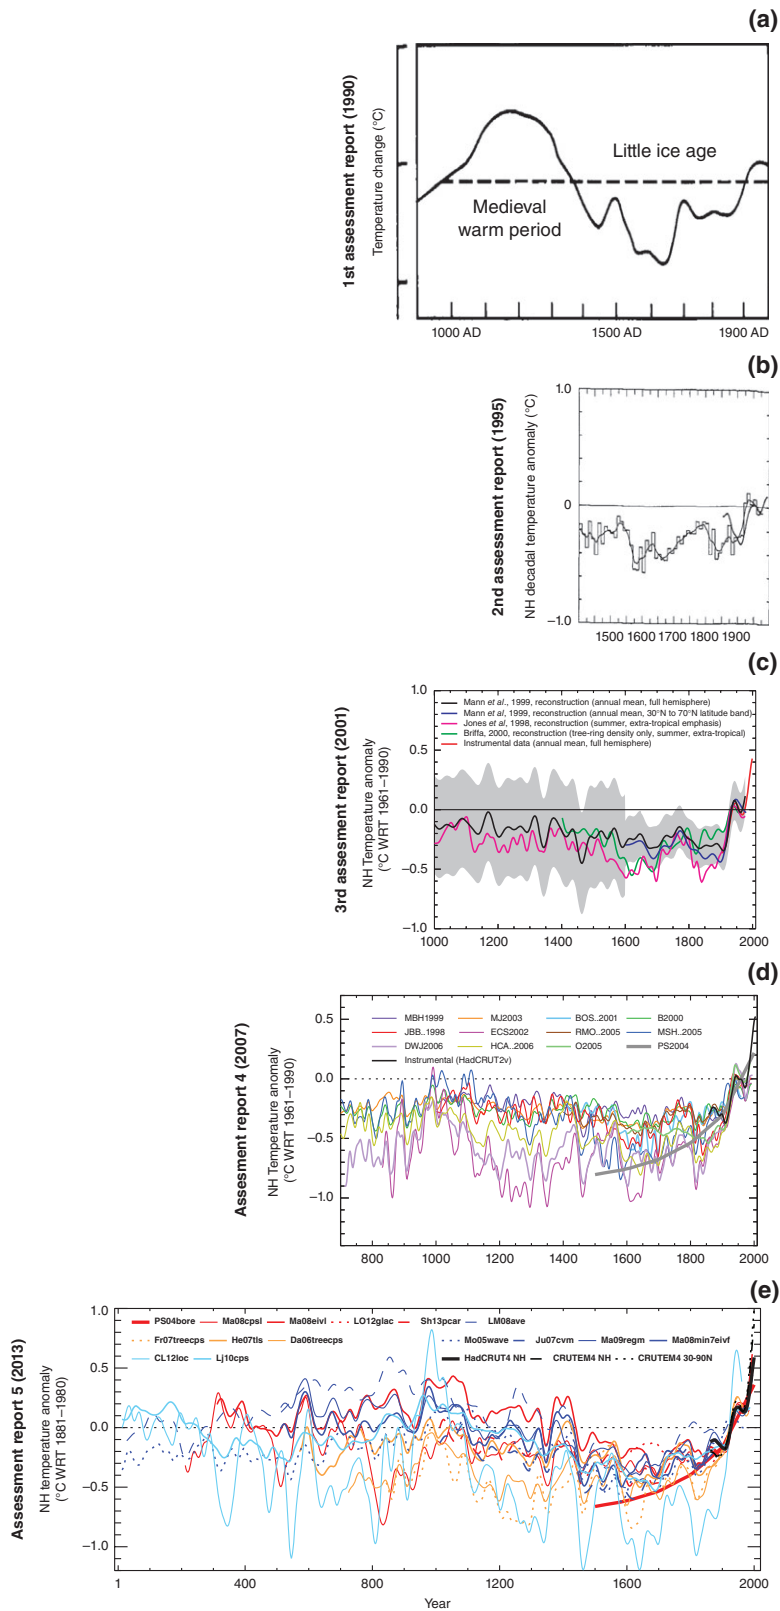 (a)
1st assessment report (1990)
Temperature change (°C)
Little ice age
Medieval
warm period
1000 AD 1500 AD 1900 AD
(b)
2nd assessment report (1995)
NH decadal temperature anomaly (°C)
1.0
0
−1.0
1500 1600 1700 1800 1900
(c)
3rd assesment report (2001)
NH Temperature anomaly
(°C WRT 1961–1990)
1.0
0.5
0.0
−0.5
−1.0
Mann et al., 1999, reconstruction (annual mean, full hemisphere)
Mann et al, 1999, reconstruction (annual mean, 30°N to 70°N latitude band)
Jones et al, 1998, reconstruction (summer, extra-tropical emphasis)
Briffa, 2000, reconstruction (tree-ring density only, summer, extra-tropical)
Instrumental data (annual mean, full hemisphere)
1000 1200 1400 1600 1800 2000
(d)
Assesment report 4 (2007)
NH Temperature anomaly
(°C WRT 1961–1990)
0.5
0.0
−0.5
−1.0
MBH1999 MJ2003 BOS..2001 B2000
JBB..1998 ECS2002 RMO..2005 MSH..2005
DWJ2006 HCA..2006 O2005 PS2004
Instrumental (HadCRUT2v)
800 1000 1200 1400 1600 1800 2000
(e)
Assessment report 5 (2013)
NH temperature anomaly
(°C WRT 1881–1980)
1.0
0.5
0.0
−0.5
−1.0
PS04bore Ma08cpsl Ma08eivl LO12glac Sh13pcar LM08ave
Fr07treecps He07tls Da06treecps Mo05wave Ju07cvm Ma09regm Ma08min7eivf
CL12loc Lj10cps HadCRUT4 NH CRUTEM4 NH CRUTEM4 30-90N
1 400 800 1200 1600 2000
Year